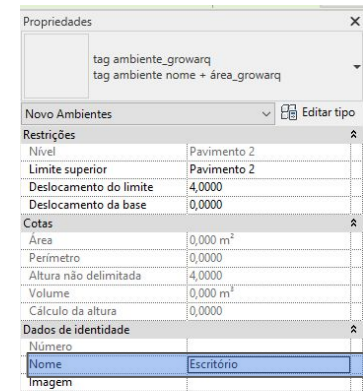 Propriedades
tag ambiente_growarq
tag ambiente nome + área_growarq
Novo Ambientes Editar tipo
Restrições
Nível Pavimento 2
Limite superior Pavimento 2
Deslocamento do limite 4,0000
Deslocamento da base 0,0000
Cotas
Área 0,000 m²
Perímetro 0,0000
Altura não delimitada 4,0000
Volume 0,000 m³
Cálculo da altura 0,0000
Dados de identidade
Número
Nome Escritório
Imagem